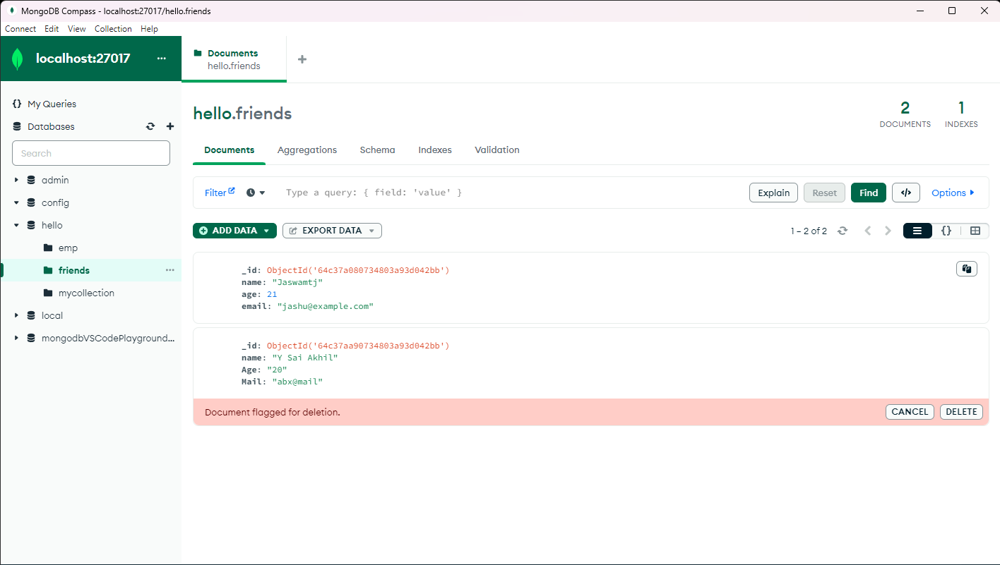 MongoDB Compass - localhost:27017/hello.friends
Connect Edit View Collection Help
localhost:27017 ...
Documents
hello.friends
My Queries
Databases
Search
admin
config
hello
emp
friends
mycollection
local
mongodbVSCodePlayground...
hello.friends
2
DOCUMENTS
1
INDEXES
Documents Aggregations Schema Indexes Validation
Filter Type a query: { field: 'value' } Explain Reset Find </> Options
ADD DATA EXPORT DATA 1 – 2 of 2 {}
_id: ObjectId('64c37a080734803a93d042bb')
name: "Jaswamtj"
age: 21
email: "jashu@example.com"
_id: ObjectId('64c37aa90734803a93d042bb')
name: "Y Sai Akhil"
Age: "20"
Mail: "abx@mail"
Document flagged for deletion. CANCEL DELETE